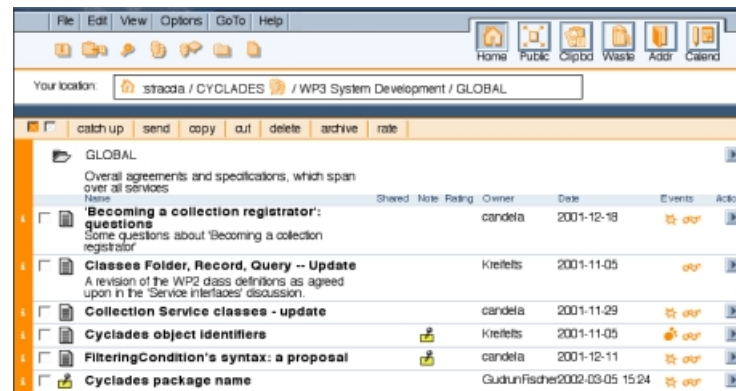 File Edit View Options GoTo Help
Home Public Clipbd Waste Addr Calend
Your location: :straccia / CYCLADES / WP3 System Development / GLOBAL
catch up send copy cut delete archive rate
GLOBAL
Overall agreements and specifications, which span
over all services
Name Shared Note Rating Owner Date Events Actio
'Becoming a collection registrator':
questions candela 2001-12-18
Some questions about 'Becoming a collection
registrator'
Classes Folder, Record, Query -- Update Kreifelts 2001-11-05
A revision of the WP2 class definitions as agreed
upon in the 'Service interfaces' discussion.
Collection Service classes - update candela 2001-11-29
Cyclades object identifiers Kreifelts 2001-11-05
FilteringCondition's syntax: a proposal candela 2001-12-11
Cyclades package name GudrunFischer2002-03-05 15:24